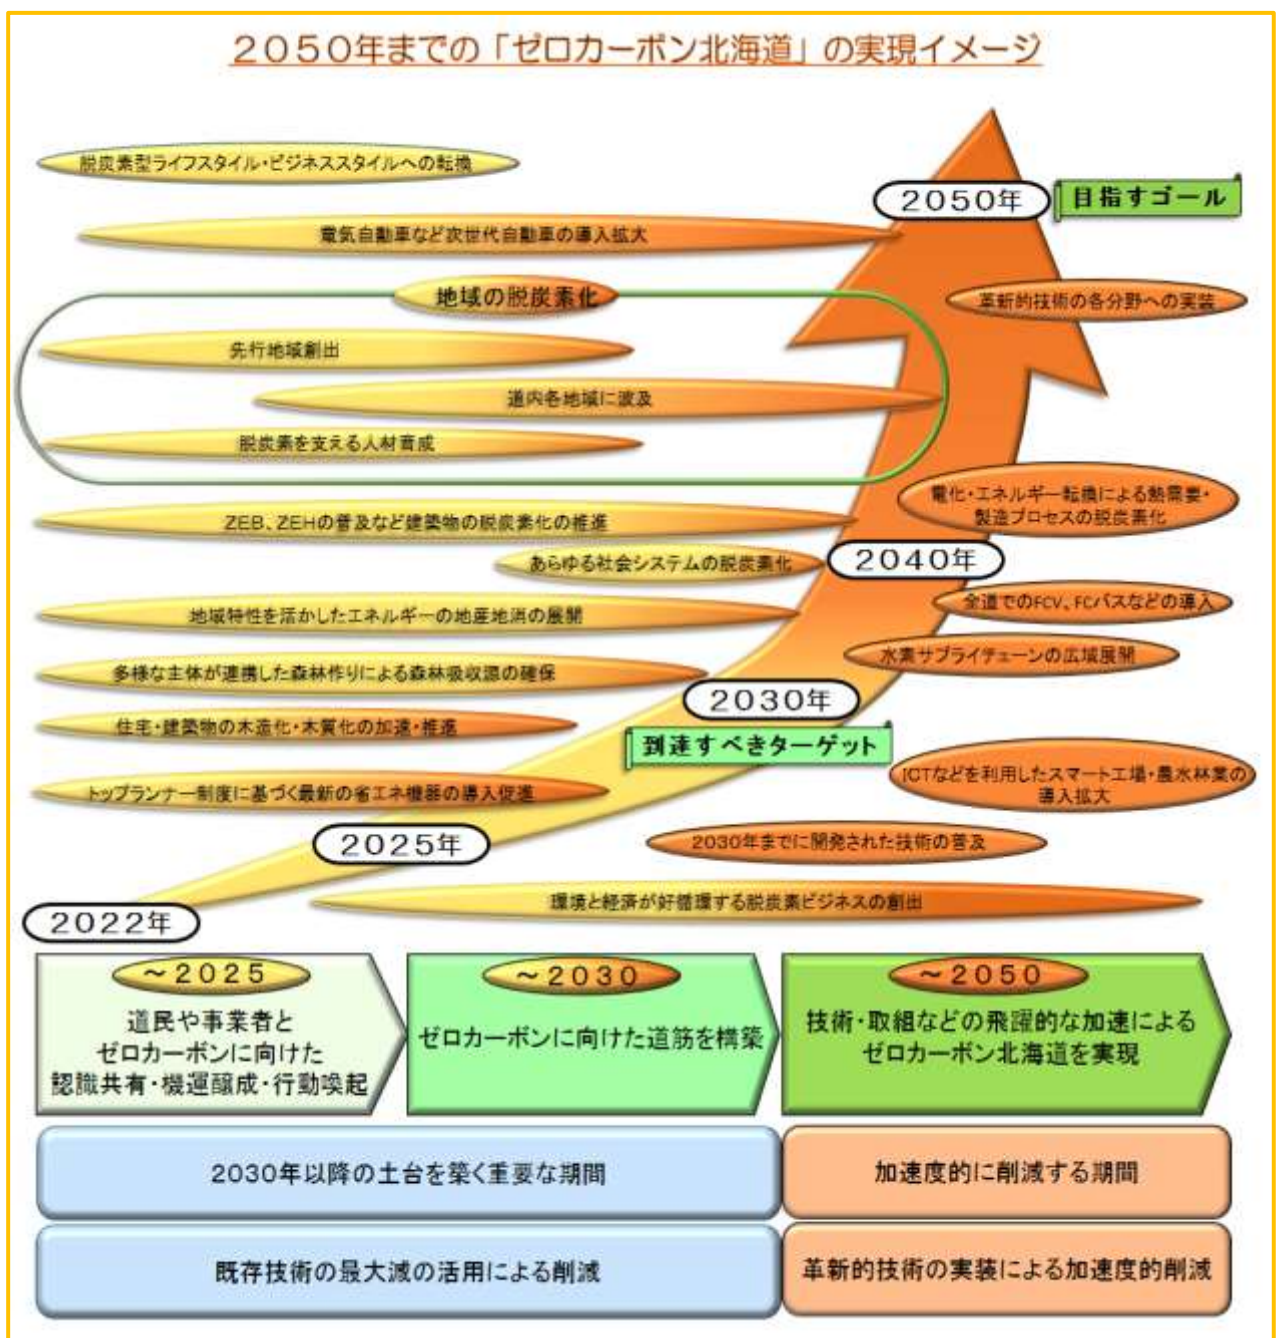 2050年までの「ゼロカーボン北海道」の実現イメージ
脱炭素型ライフスタイル・ビジネススタイルへの転換
2050年
目指すゴール
電気自動車など次世代自動車の導入拡大
地域の脱炭素化
革新的技術の各分野への実装
先行地域創出
道内各地域に波及
脱炭素を支える人材育成
電化・エネルギー転換による熱需要・
製造プロセスの脱炭素化
ZEB、ZEHの普及など建築物の脱炭素化の推進
あらゆる社会システムの脱炭素化
2040年
全道でのFCV、FCバスなどの導入
地域特性を活かしたエネルギーの地産地消の展開
水素サプライチェーンの広域展開
多様な主体が連携した森林作りによる森林吸収源の確保
2030年
住宅・建築物の木造化・木質化の加速・推進
到達すべきターゲット
ICTなどを利用したスマート工場・農水林業の
導入拡大
トップランナー制度に基づく最新の省エネ機器の導入促進
2025年
2030年までに開発された技術の普及
環境と経済が好循環する脱炭素ビジネスの創出
2022年
～2025
道民や事業者と
ゼロカーボンに向けた
認識共有・機運醸成・行動喚起
～2030
ゼロカーボンに向けた道筋を構築
～2050
技術・取組などの飛躍的な加速による
ゼロカーボン北海道を実現
2030年以降の土台を築く重要な期間
加速度的に削減する期間
既存技術の最大減の活用による削減
革新的技術の実装による加速度的削減